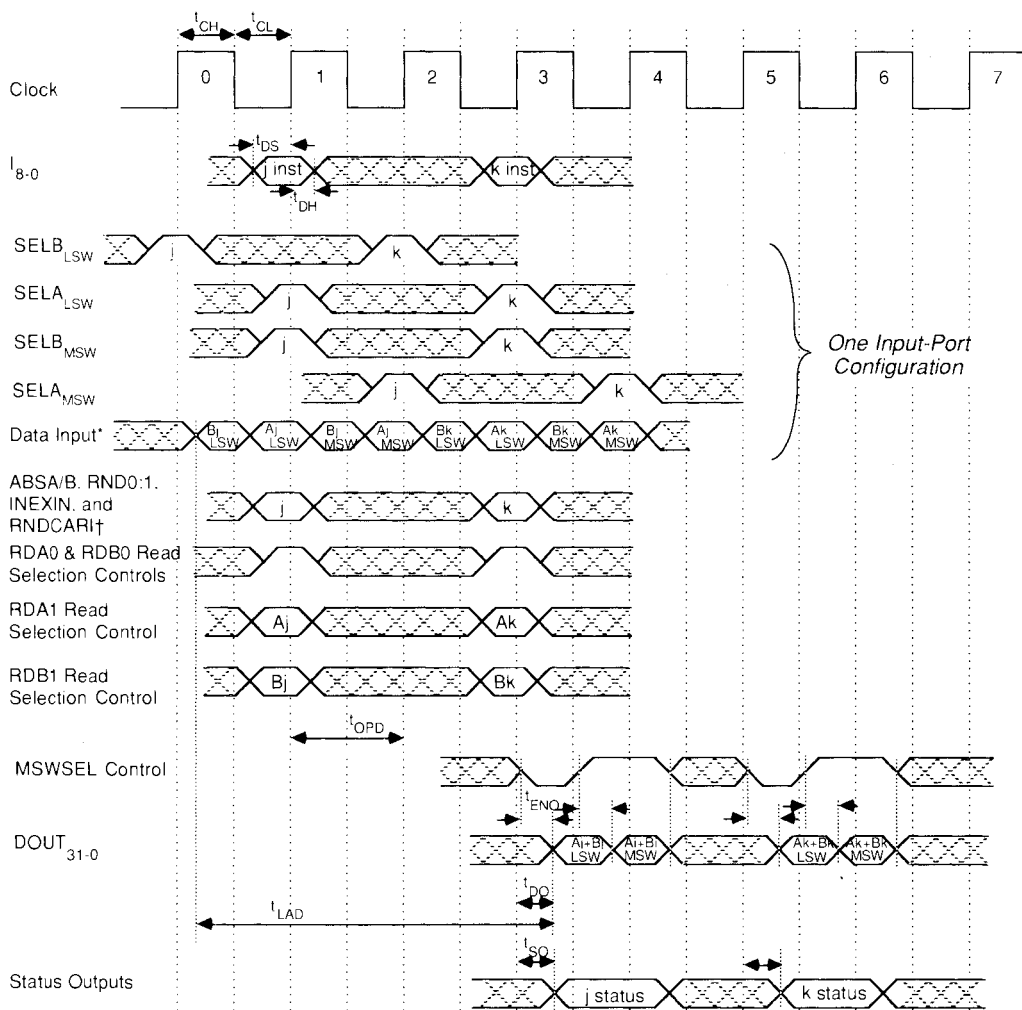 tCH tCL
Clock 0 1 2 3 4 5 6 7
I8-0 tDS j inst k inst
tDH
SELBLSW j k
SELALSW j k
SELBMSW j k
One Input-Port
Configuration
SELAMSW j k
Data Input* Bj LSW Aj LSW Bj MSW Aj MSW Bk LSW Ak LSW Bk MSW Ak MSW
ABSA/B. RND0:1.
INEXIN. and
RNDCARI† j k
RDA0 & RDB0 Read
Selection Controls
RDA1 Read
Selection Control Aj Ak
RDB1 Read
Selection Control Bj Bk
tOPD
MSWSEL Control
tENO
DOUT31-0 Aj+Bj LSW Aj+Bj MSW Ak+Bk LSW Ak+Bk MSW
tDO
tLAD
tSO
Status Outputs j status k status